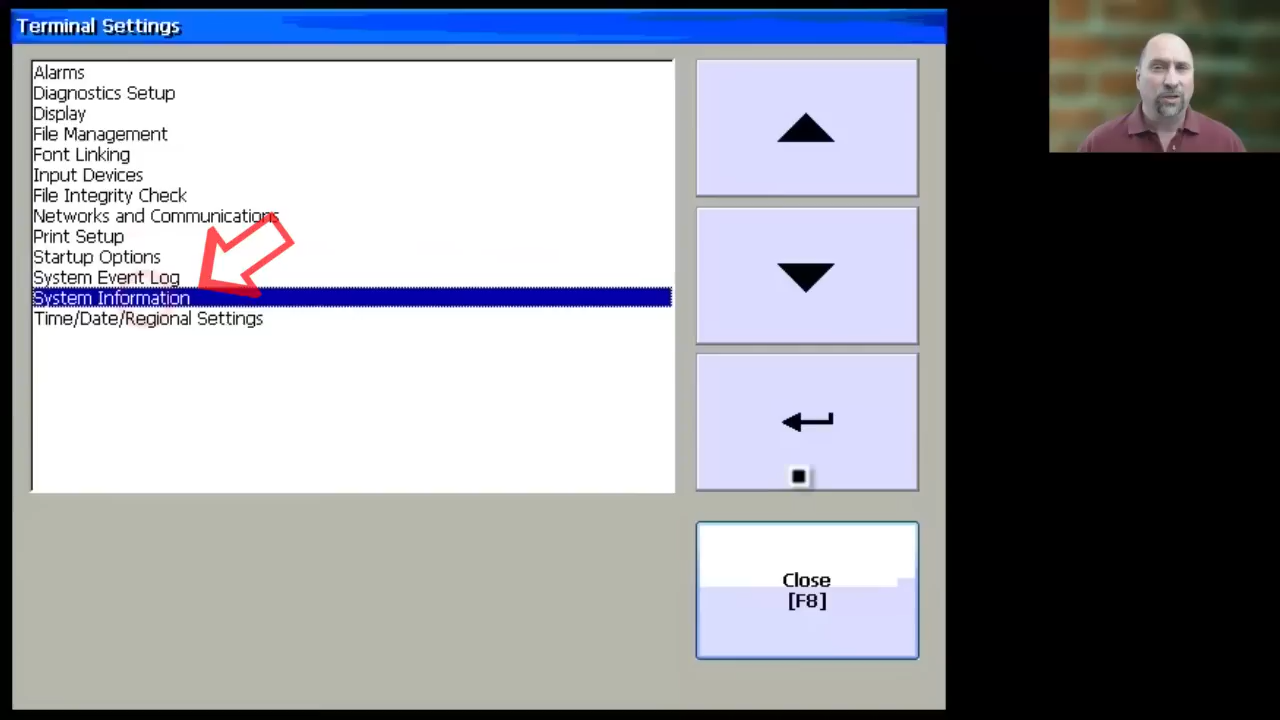 Terminal Settings
Alarms
Diagnostics Setup
Display
File Management
Font Linking
Input Devices
File Integrity Check
Networks and Communications
Print Setup
Startup Options
System Event Log
System Information
Time/Date/Regional Settings
Close
[F8]